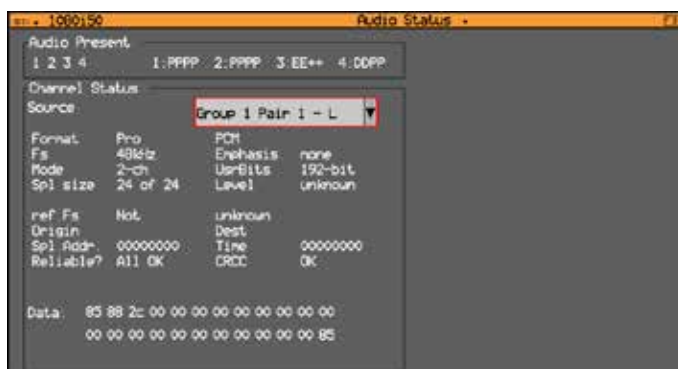 1080i50 Audio Status
Audio Present
1 2 3 4 1:PPPP 2:PPPP 3:EE++ 4:DDPP
Channel Status
Source Group 1 Pair 1 - L
Format Pro PCM
Fs 48kHz Emphasis none
Mode 2-ch UsrBits 192-bit
Spl size 24 of 24 Level unknown
ref Fs Not unknown
Origin Dest
Spl Addr. 00000000 Time 00000000
Reliable? All OK CRCC OK
Data: 85 88 2c 00 00 00 00 00 00 00 00 00
00 00 00 00 00 00 00 00 00 00 85